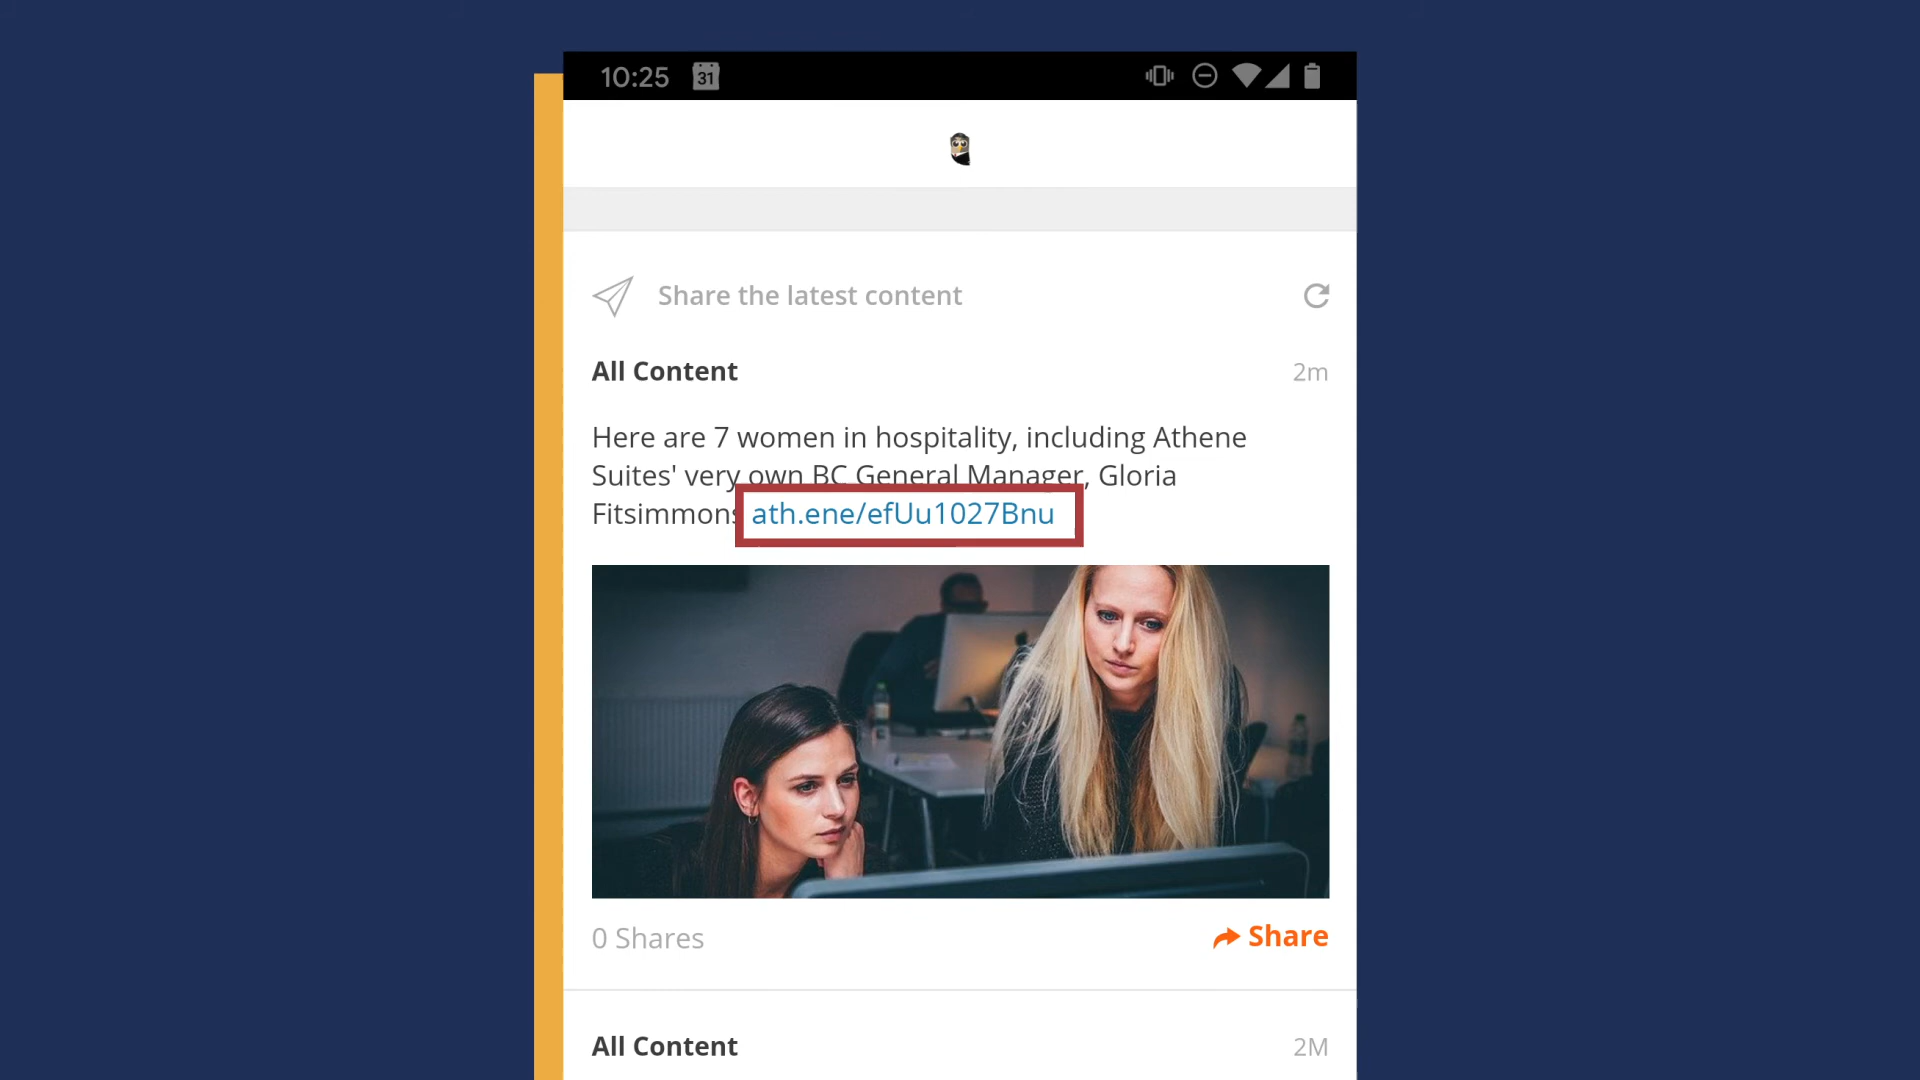 10:25 31
Share the latest content
All Content 2m
Here are 7 women in hospitality, including Athene
Suites' very own BC General Manager, Gloria
Fitsimmons ath.ene/efUu1027Bnu
0 Shares Share
All Content 2M